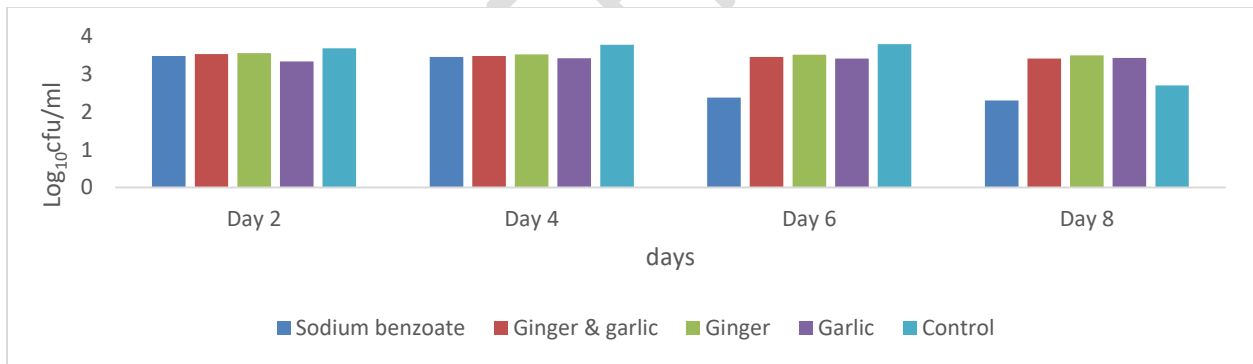 4
3
2
1
0
Log₁₀cfu/ml
Day 2 Day 4 Day 6 Day 8
days
Sodium benzoate Ginger & garlic Ginger Garlic Control